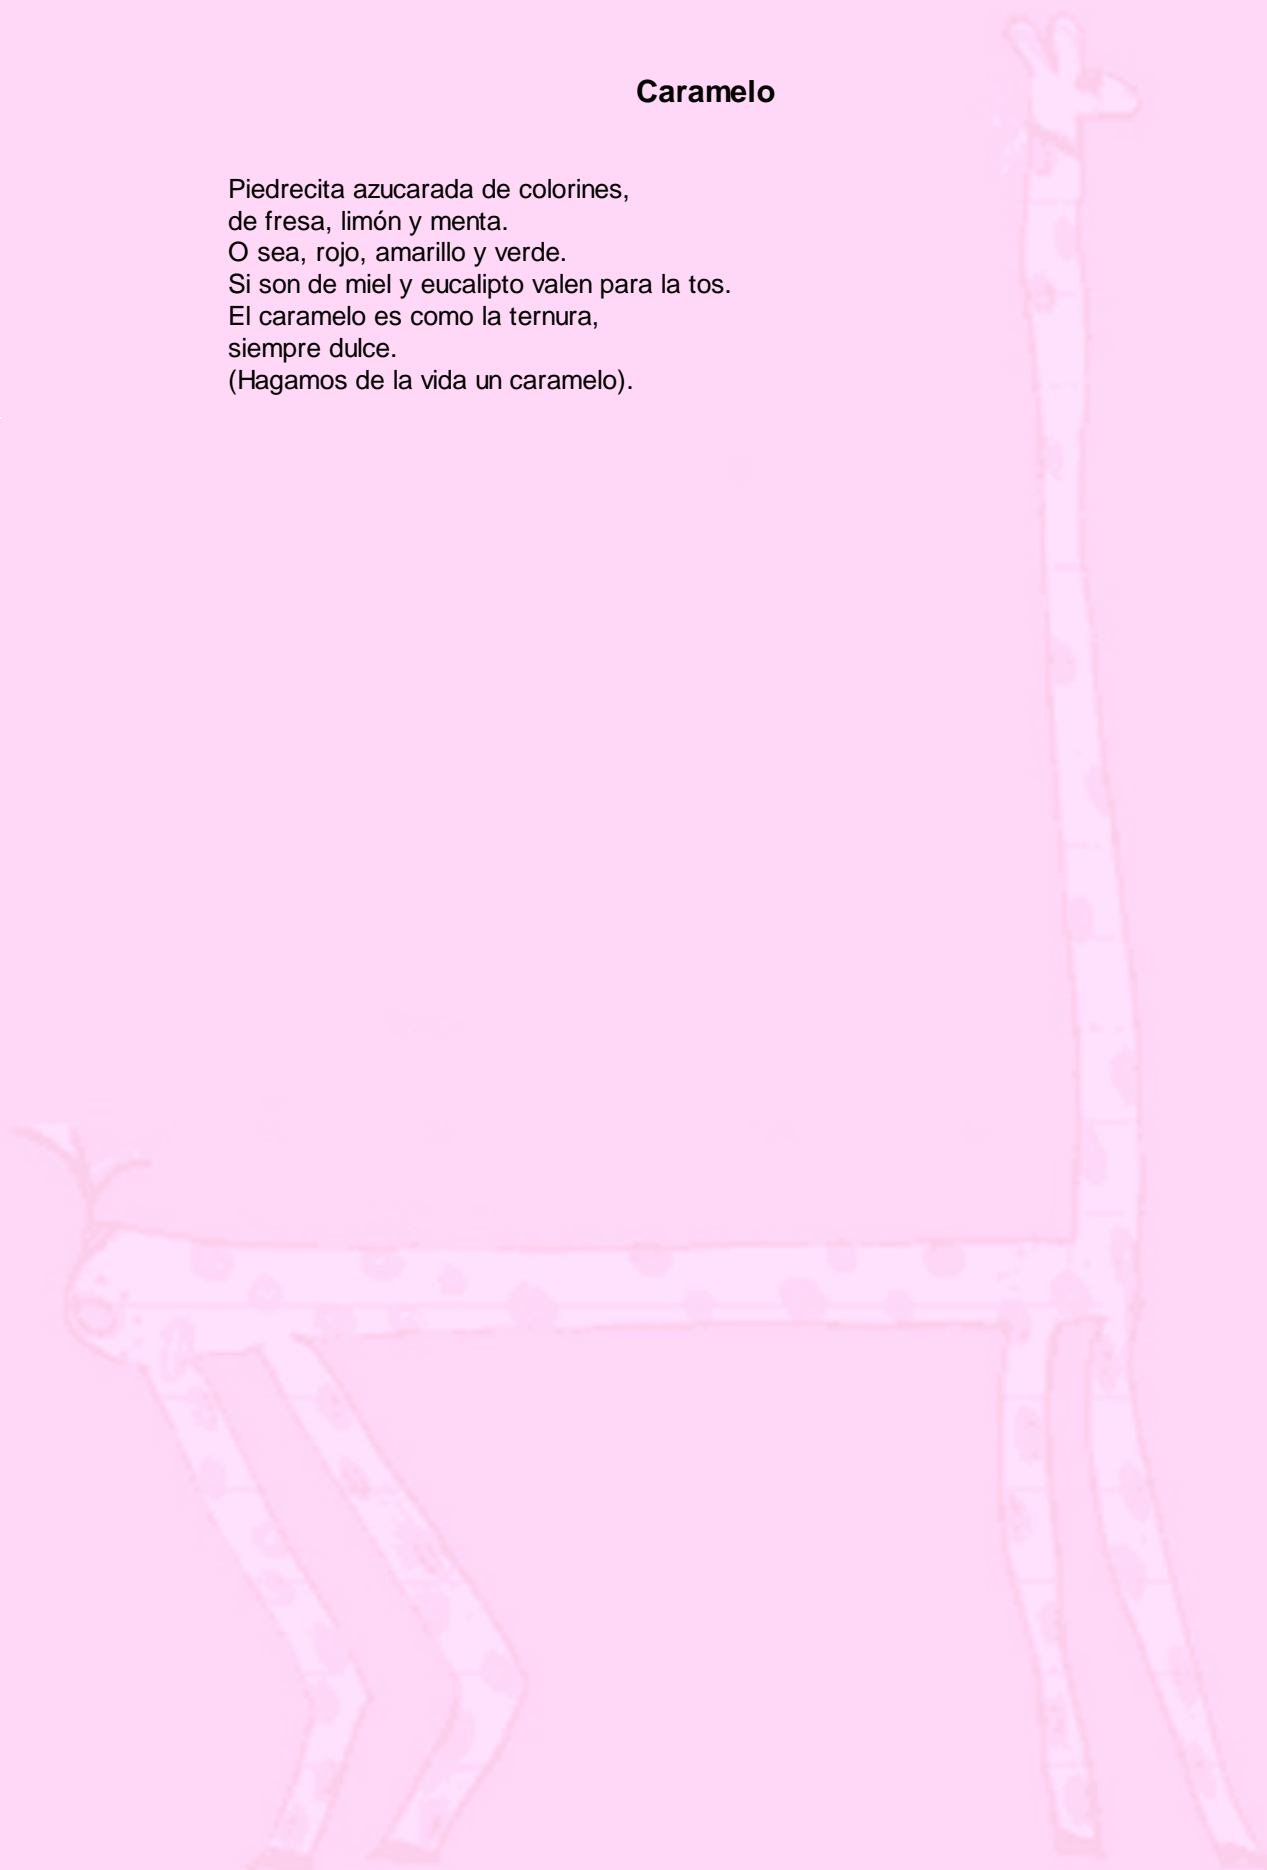 Caramelo
Piedrecita azucarada de colorines,
de fresa, limón y menta.
O sea, rojo, amarillo y verde.
Si son de miel y eucalipto valen para la tos.
El caramelo es como la ternura,
siempre dulce.
(Hagamos de la vida un caramelo).